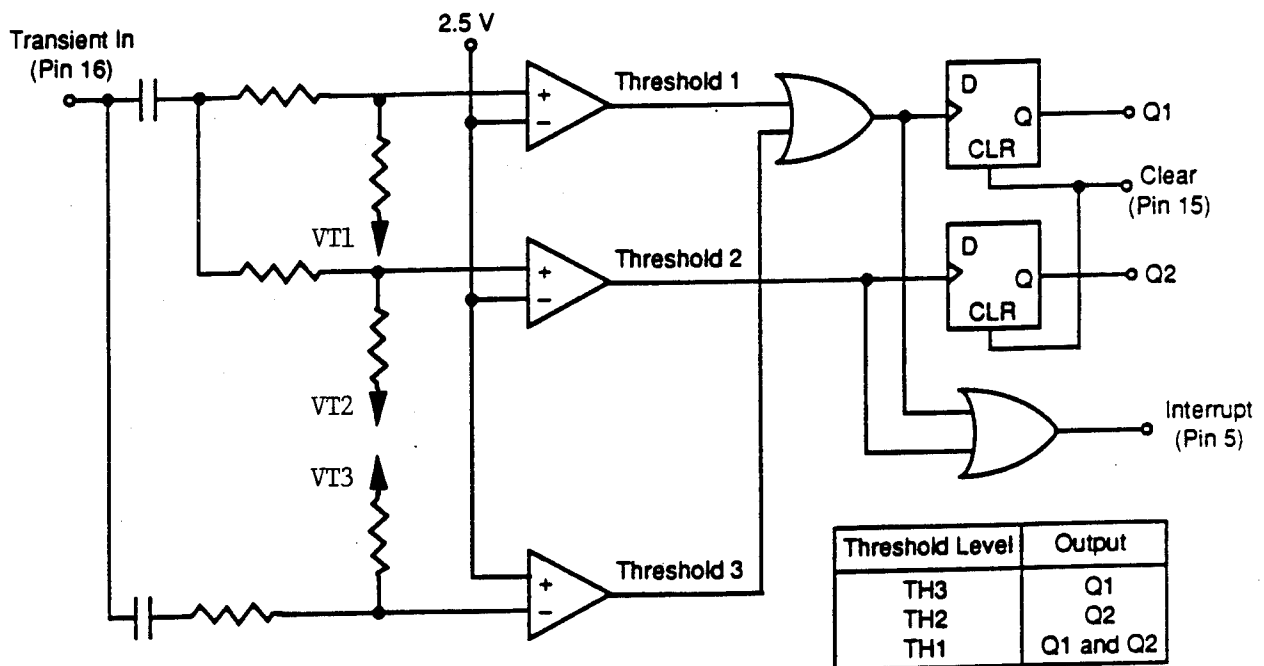 2.5 V
Transient In
(Pin 16)
+
−
Threshold 1
D
Q
CLR
Q1
Clear
(Pin 15)
VT1
+
−
Threshold 2
D
Q
CLR
Q2
VT2
VT3
Interrupt
(Pin 5)
+
−
Threshold 3
Threshold Level Output
TH3 Q1
TH2 Q2
TH1 Q1 and Q2